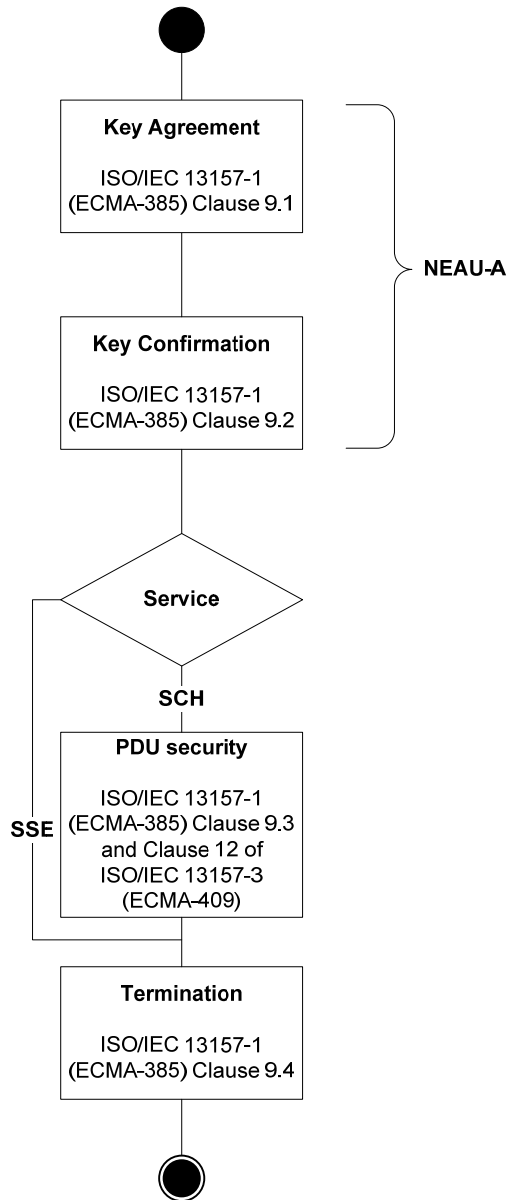 Key Agreement
ISO/IEC 13157-1
(ECMA-385) Clause 9.1
NEAU-A
Key Confirmation
ISO/IEC 13157-1
(ECMA-385) Clause 9.2
Service
SCH
PDU security
ISO/IEC 13157-1
(ECMA-385) Clause 9.3
and Clause 12 of
ISO/IEC 13157-3
(ECMA-409)
SSE
Termination
ISO/IEC 13157-1
(ECMA-385) Clause 9.4